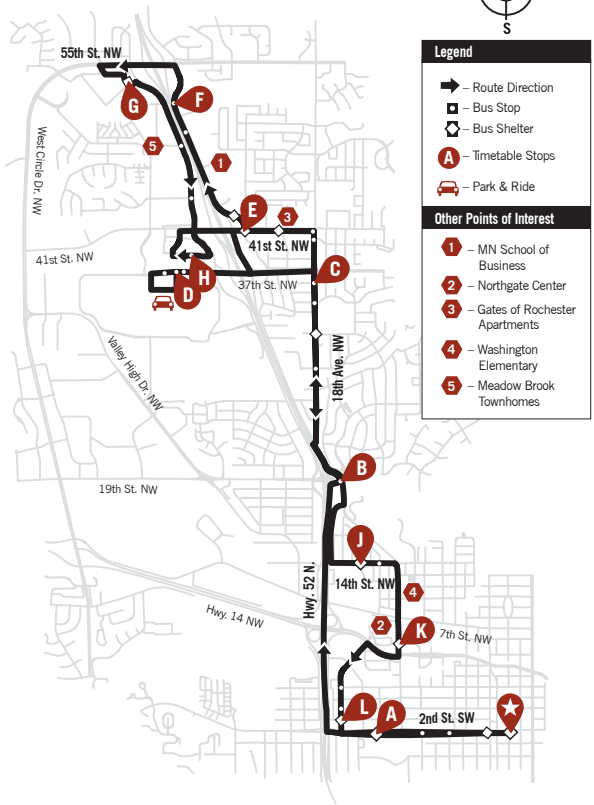 S
Legend
– Route Direction
– Bus Stop
– Bus Shelter
A – Timetable Stops
– Park & Ride
Other Points of Interest
1 – MN School of
Business
2 – Northgate Center
3 – Gates of Rochester
Apartments
4 – Washington
Elementary
5 – Meadow Brook
Townhomes
55th St. NW
G
F
5
1
West Circle Dr. NW
E
3
41st St. NW
41st St. NW
H
C
D
37th St. NW
18th Ave. NW
Valley High Dr. NW
B
19th St. NW
J
14th St. NW
Hwy. 52 N.
4
Hwy. 14 NW
2
K
7th St. NW
L
A
2nd St. SW